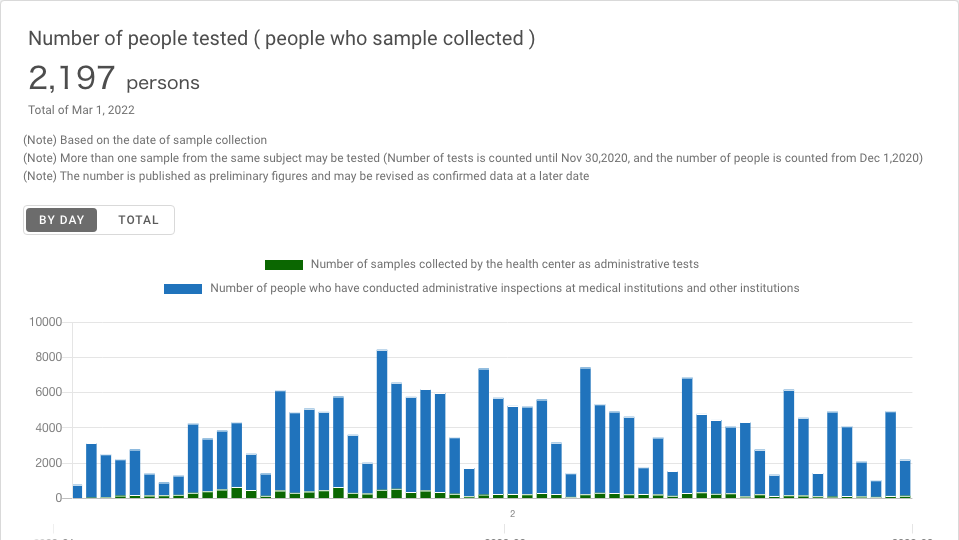 Number of people tested ( people who sample collected )
2,197 persons
Total of Mar 1, 2022
(Note) Based on the date of sample collection
(Note) More than one sample from the same subject may be tested (Number of tests is counted until Nov 30,2020, and the number of people is counted from Dec 1,2020)
(Note) The number is published as preliminary figures and may be revised as confirmed data at a later date
BY DAY TOTAL
Number of samples collected by the health center as administrative tests
Number of people who have conducted administrative inspections at medical institutions and other institutions
10000
8000
6000
4000
2000
0
2